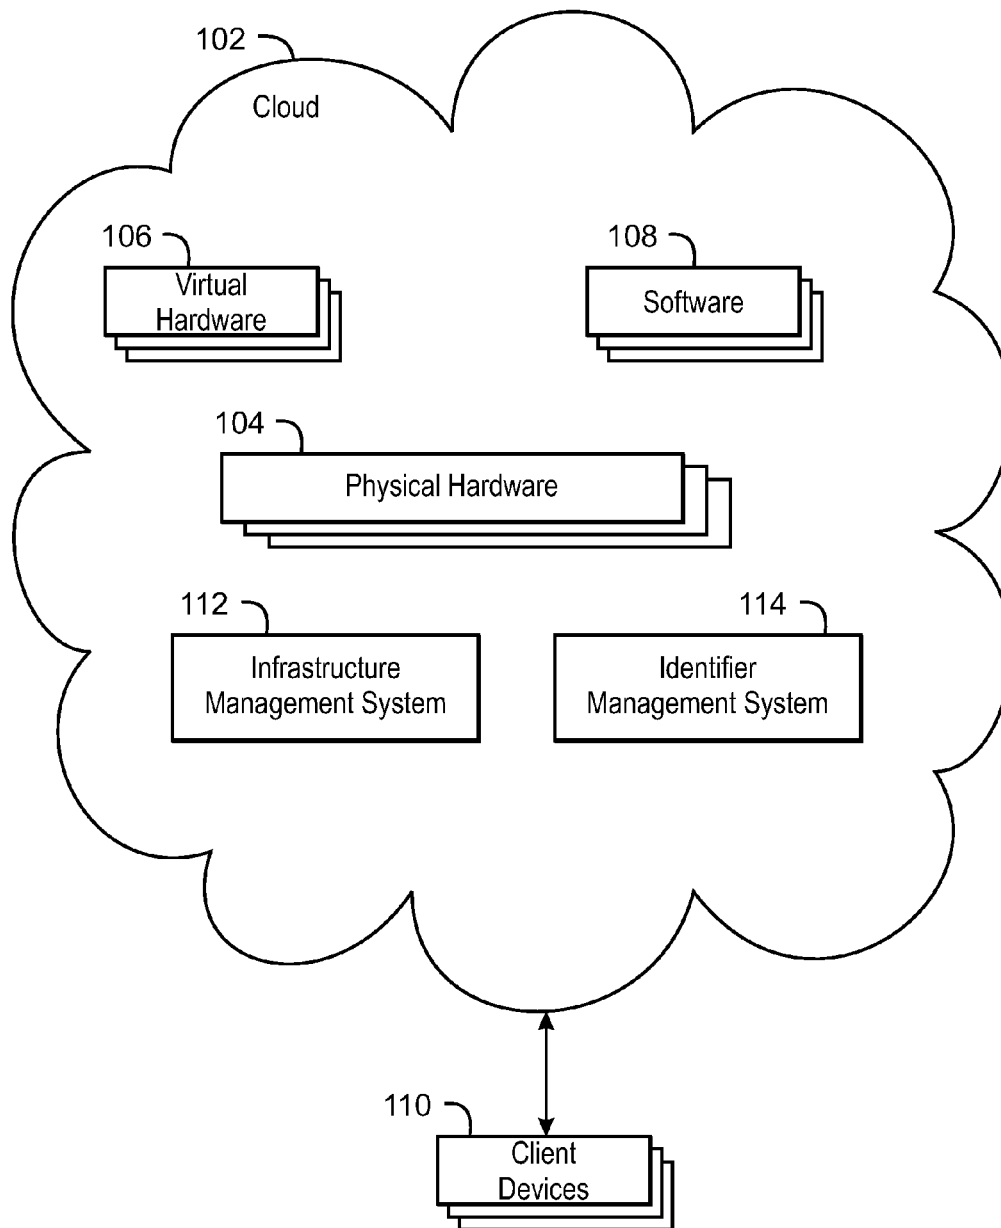 102
Cloud
106
108
Virtual
Hardware
Software
104
Physical Hardware
112
114
Infrastructure
Management System
Identifier
Management System
110
Client
Devices